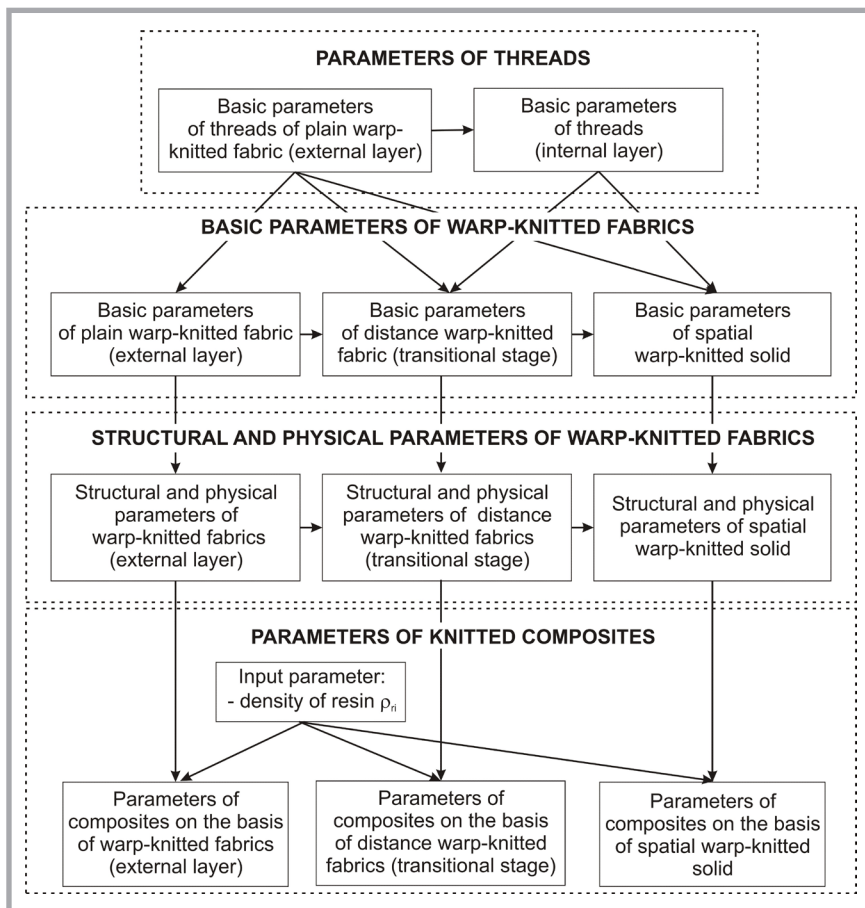 PARAMETERS OF THREADS
Basic parameters
of threads of plain warp-
knitted fabric (external layer)
Basic parameters
of threads
(internal layer)
BASIC PARAMETERS OF WARP-KNITTED FABRICS
Basic parameters
of plain warp-knitted fabric
(external layer)
Basic parameters
of distance warp-knitted
fabric (transitional stage)
Basic parameters
of spatial
warp-knitted solid
STRUCTURAL AND PHYSICAL PARAMETERS OF WARP-KNITTED FABRICS
Structural and physical
parameters of
warp-knitted fabrics
(external layer)
Structural and physical
parameters of distance
warp-knitted fabrics
(transitional stage)
Structural and physical
parameters of spatial
warp-knitted solid
PARAMETERS OF KNITTED COMPOSITES
Input parameter:
- density of resin ρri
Parameters of
composites on the basis
of warp-knitted fabrics
(external layer)
Parameters of
composites on the basis
of distance warp-knitted
fabrics (transitional stage)
Parameters of
composites on the basis
of spatial warp-knitted
solid